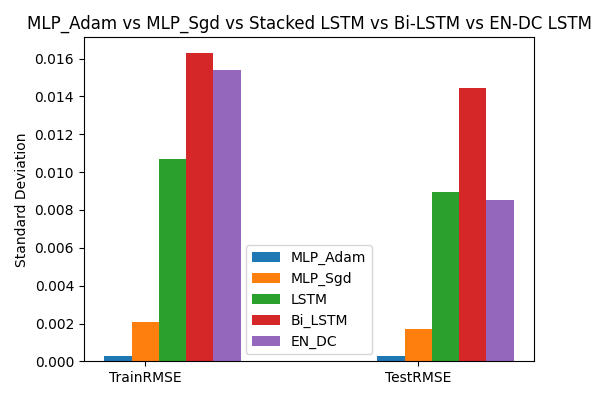 MLP_Adam vs MLP_Sgd vs Stacked LSTM vs Bi-LSTM vs EN-DC LSTM
Standard Deviation
0.016
0.014
0.012
0.010
0.008
0.006
0.004
0.002
0.000
MLP_Adam
MLP_Sgd
LSTM
Bi_LSTM
EN_DC
TrainRMSE
TestRMSE